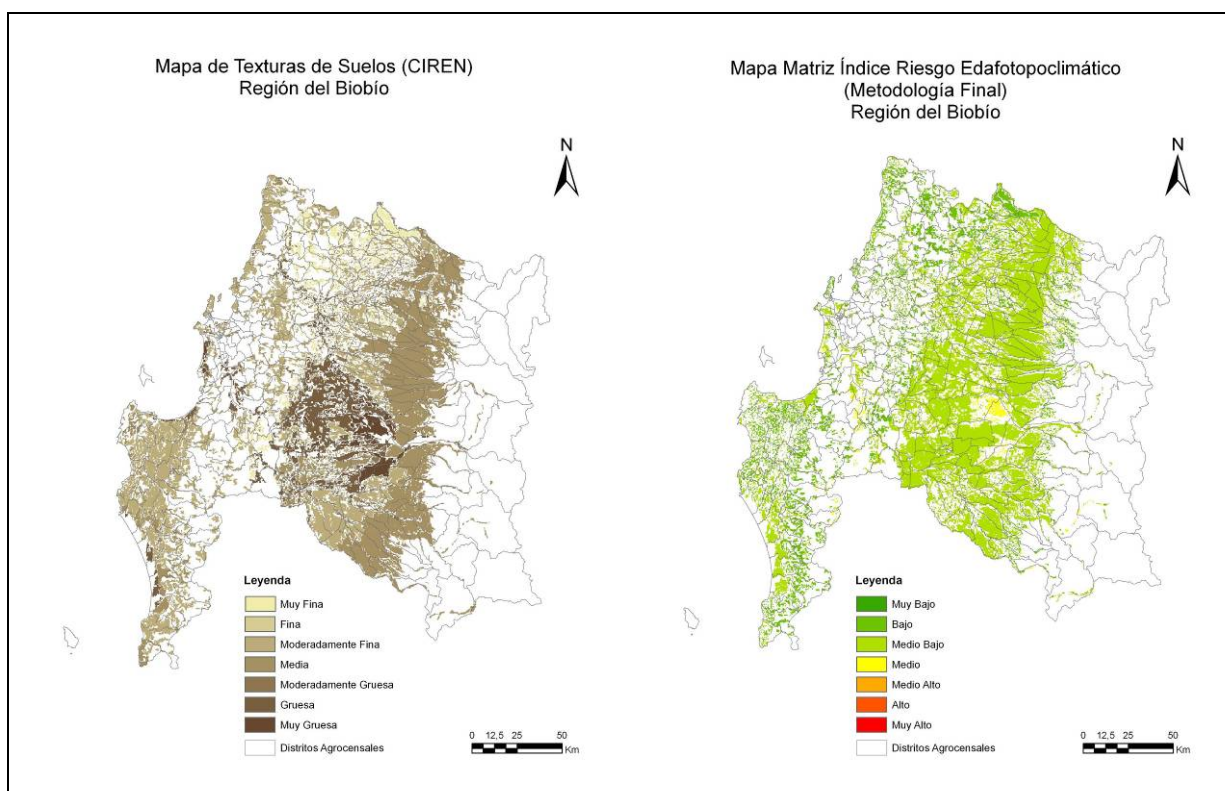 Mapa de Texturas de Suelos (CIREN)
Región del Biobío
N
Leyenda
Muy Fina
Fina
Moderadamente Fina
Media
Moderadamente Gruesa
Gruesa
Muy Gruesa
Distritos Agrocensales
0 12,5 25 50
Km
Mapa Matriz Índice Riesgo Edafotopoclimático
(Metodología Final)
Región del Biobío
N
Leyenda
Muy Bajo
Bajo
Medio Bajo
Medio
Medio Alto
Alto
Muy Alto
Distritos Agrocensales
0 12,5 25 50
Km